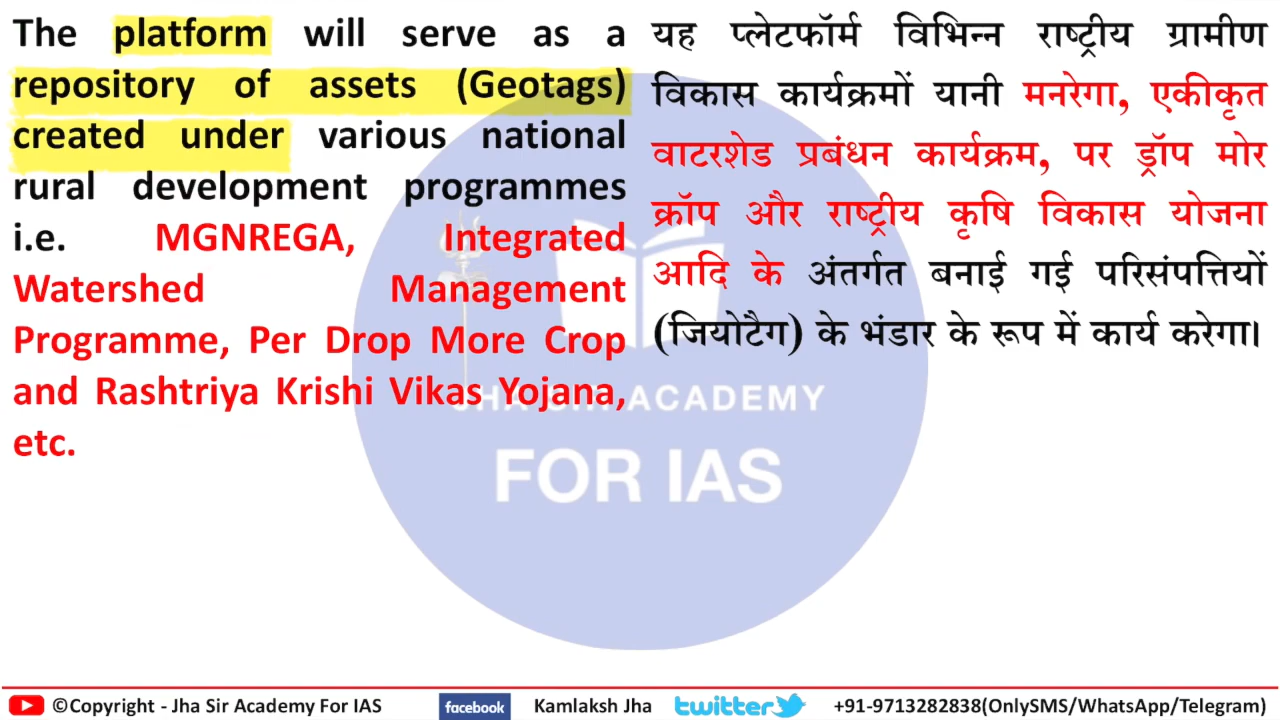 The platform will serve as a
repository of assets (Geotags)
created under various national
rural development programmes
i.e. MGNREGA, Integrated
Watershed Management
Programme, Per Drop More Crop
and Rashtriya Krishi Vikas Yojana,
etc.
यह प्लेटफॉर्म विभिन्न राष्ट्रीय ग्रामीण
विकास कार्यक्रमों यानी मनरेगा, एकीकृत
वाटरशेड प्रबंधन कार्यक्रम, पर ड्रॉप मोर
क्रॉप और राष्ट्रीय कृषि विकास योजना
आदि के अंतर्गत बनाई गई परिसंपत्तियों
(जियोटैग) के भंडार के रूप में कार्य करेगा।
JHA SIR ACADEMY
FOR IAS
©Copyright - Jha Sir Academy For IAS facebook Kamlaksh Jha twitter +91-9713282838(OnlySMS/WhatsApp/Telegram)